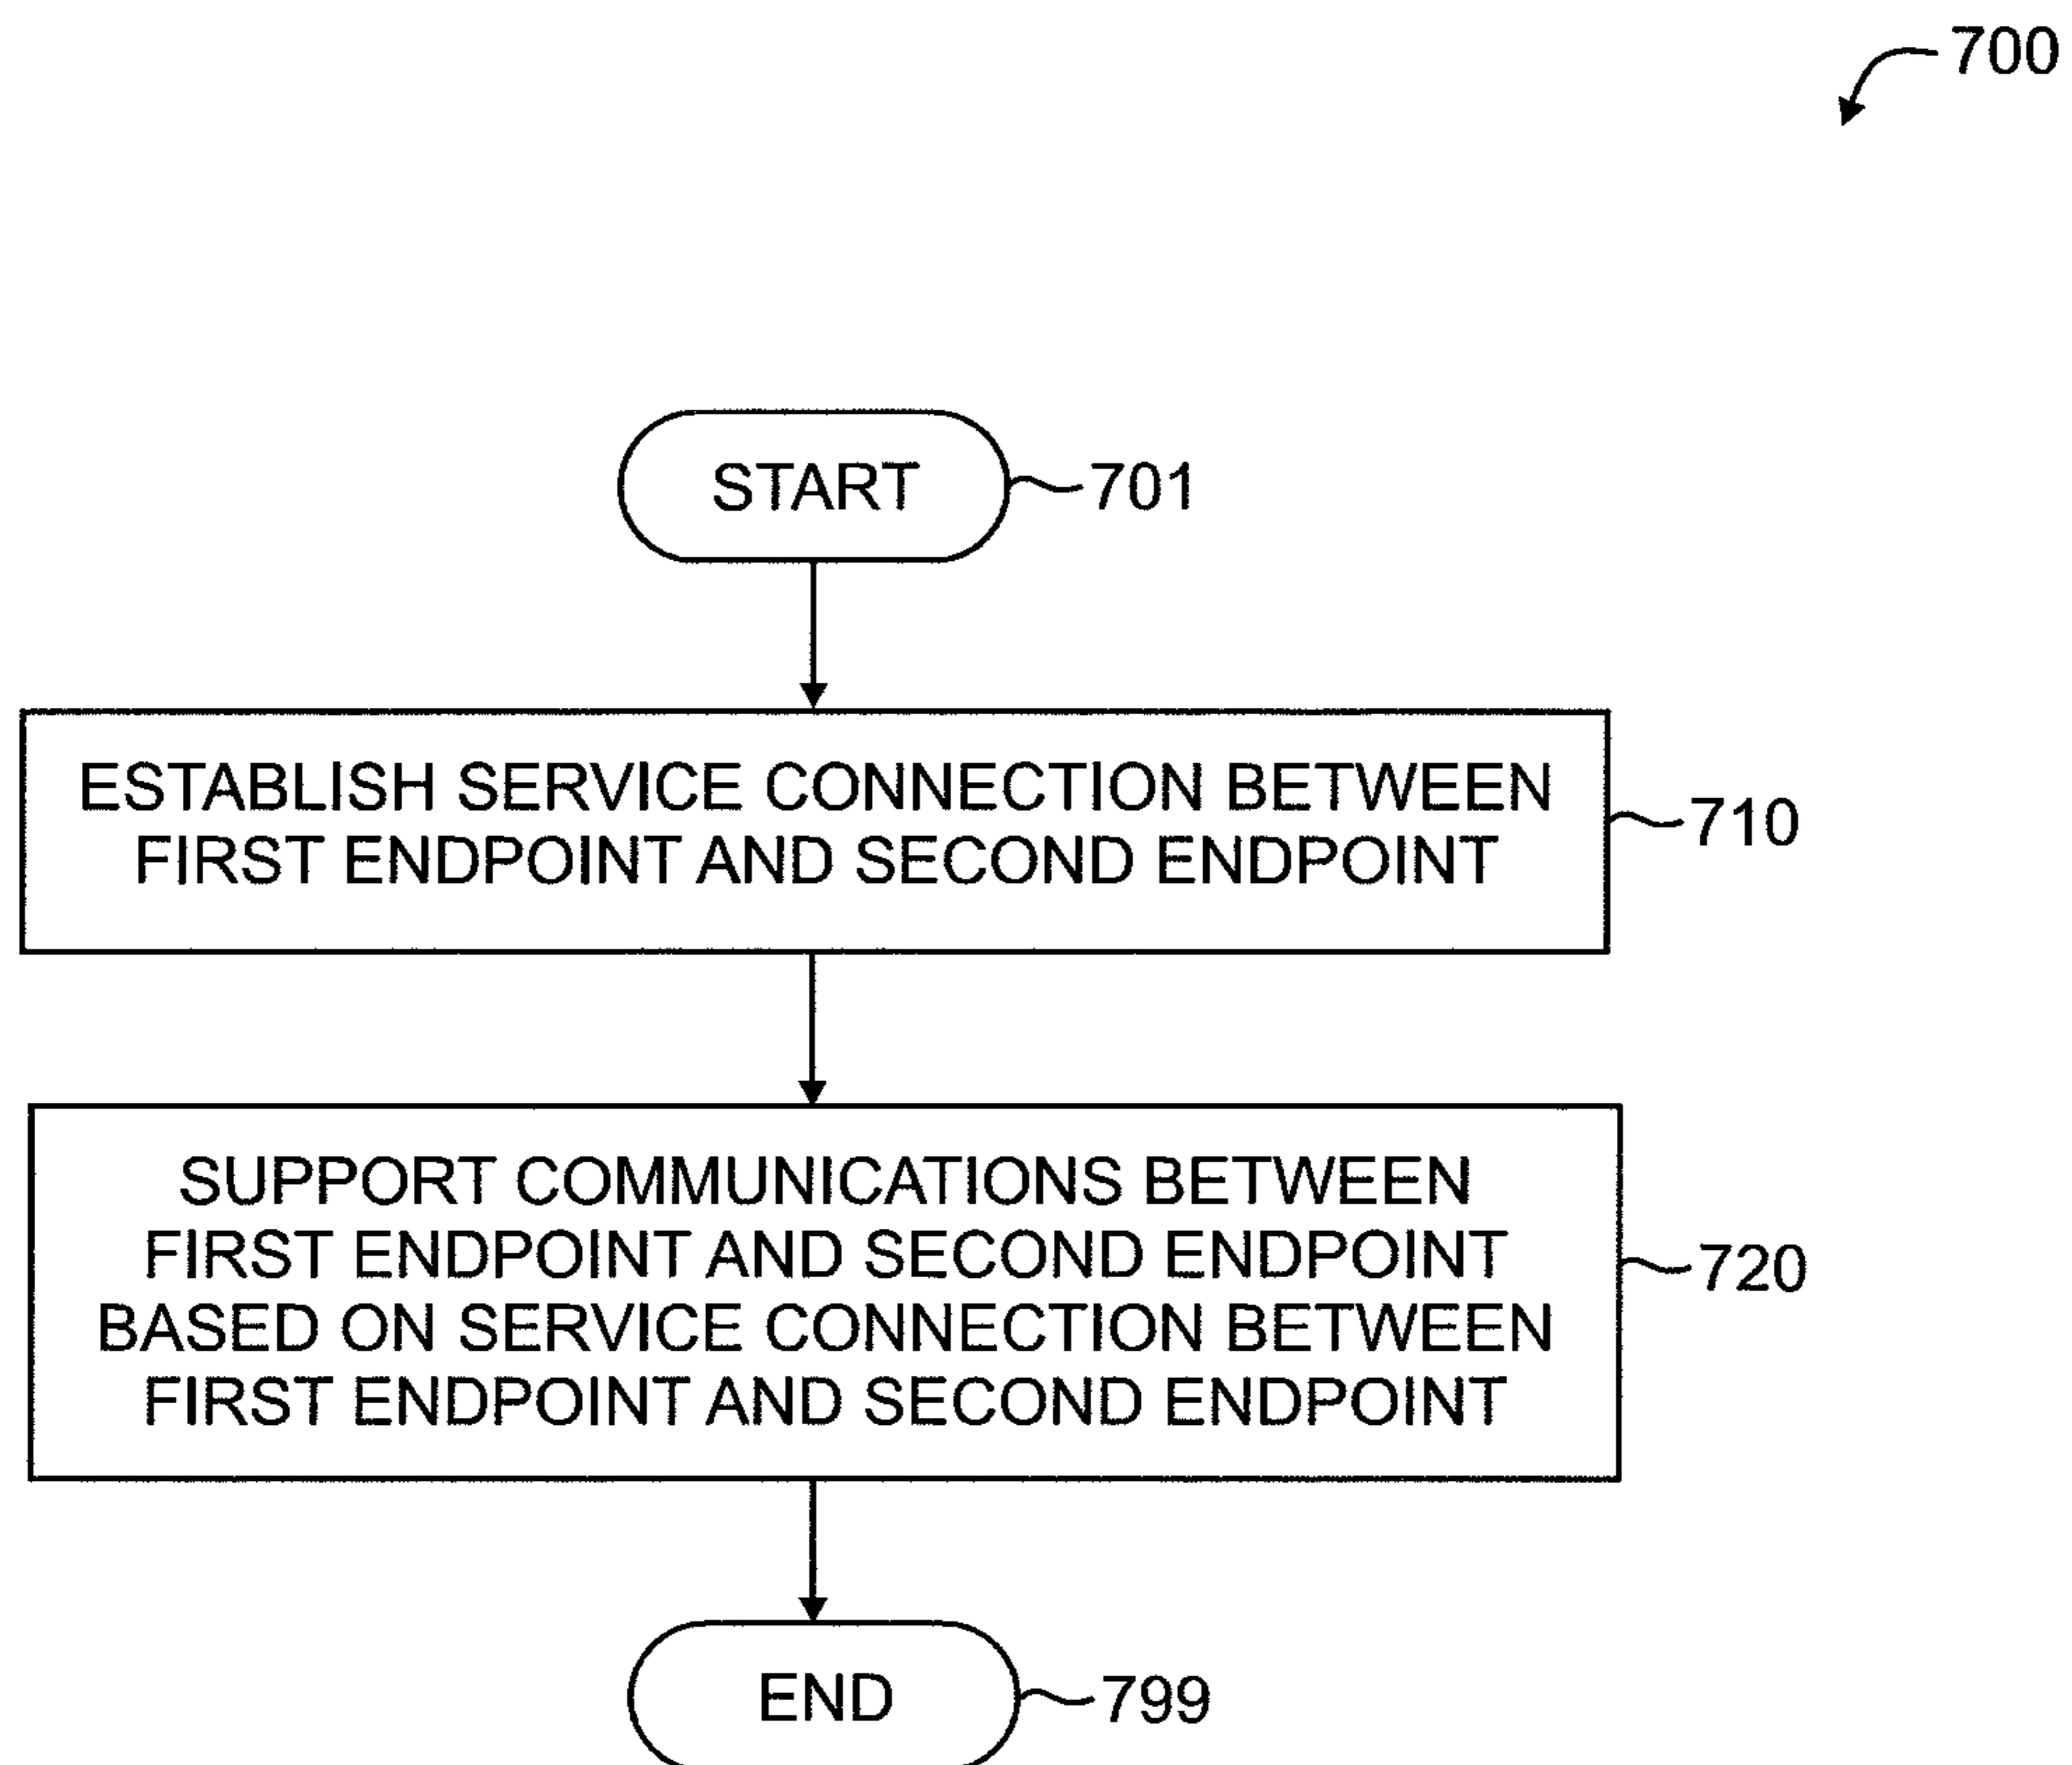 700
START
701
ESTABLISH SERVICE CONNECTION BETWEEN
FIRST ENDPOINT AND SECOND ENDPOINT
710
SUPPORT COMMUNICATIONS BETWEEN
FIRST ENDPOINT AND SECOND ENDPOINT
BASED ON SERVICE CONNECTION BETWEEN
FIRST ENDPOINT AND SECOND ENDPOINT
720
END
799